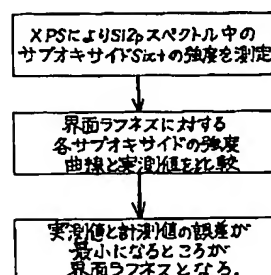 XPSによりSi2pスペクトル中の
サブオキサイドSix+の強度を測定
界面ラフネスに対する
各サブオキサイドの強度
曲線と実測値を比較
実測値と計測値の誤差が
最小になるところが
界面ラフネスとなる.